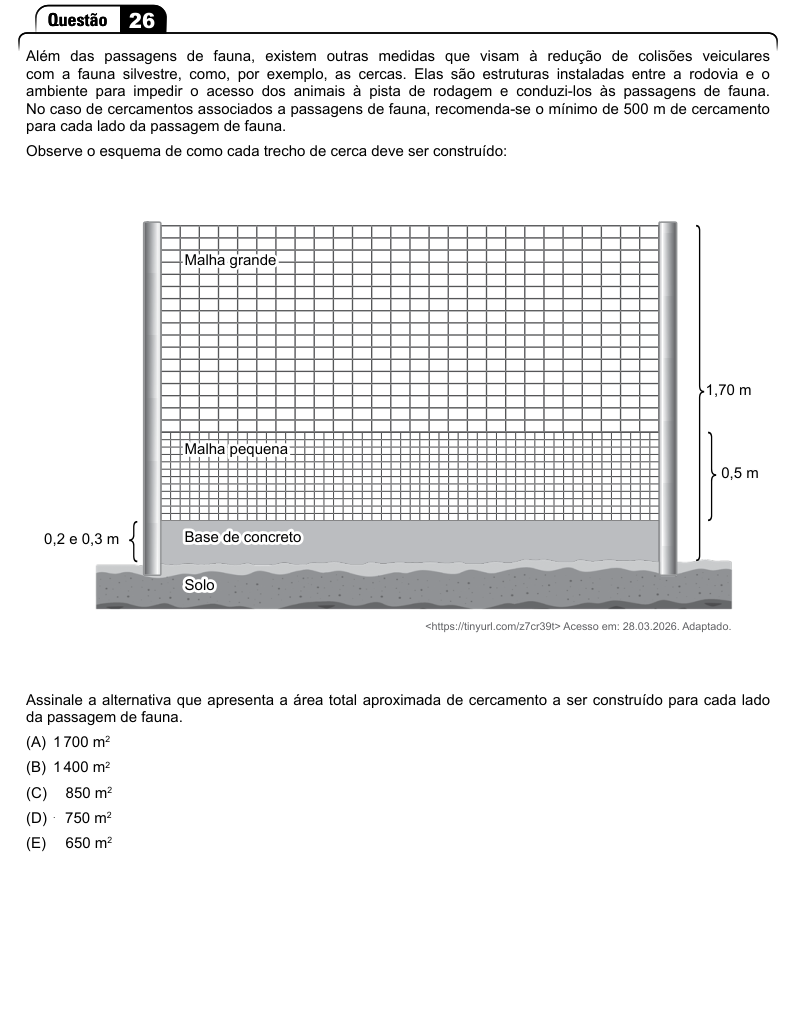 Questão 26
Além das passagens de fauna, existem outras medidas que visam à redução de colisões veiculares
com a fauna silvestre, como, por exemplo, as cercas. Elas são estruturas instaladas entre a rodovia e o
ambiente para impedir o acesso dos animais à pista de rodagem e conduzi-los às passagens de fauna.
No caso de cercamentos associados a passagens de fauna, recomenda-se o mínimo de 500 m de cercamento
para cada lado da passagem de fauna.
Observe o esquema de como cada trecho de cerca deve ser construído:
Malha grande
1,70 m
Malha pequena
0,5 m
0,2 e 0,3 m
Base de concreto
Solo
<https://tinyurl.com/z7cr39t> Acesso em: 28.03.2026. Adaptado.
Assinale a alternativa que apresenta a área total aproximada de cercamento a ser construído para cada lado
da passagem de fauna.
(A) 1 700 m²
(B) 1 400 m²
(C) 850 m²
(D) 750 m²
(E) 650 m²